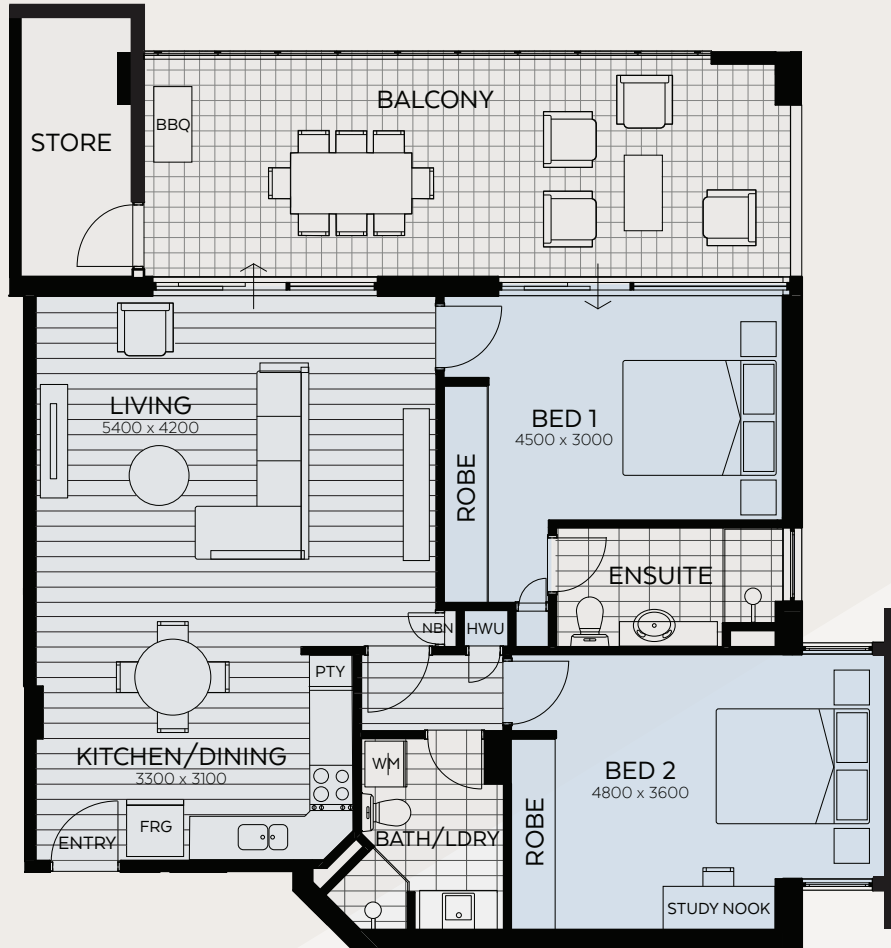 BALCONY
BBQ
STORE
LIVING
5400 x 4200
BED 1
4500 x 3000
ROBE
ENSUITE
NBN
HWU
PTY
KITCHEN/DINING
3300 x 3100
WM
BED 2
4800 x 3600
FRG
ENTRY
BATH/LDRY
ROBE
STUDY NOOK